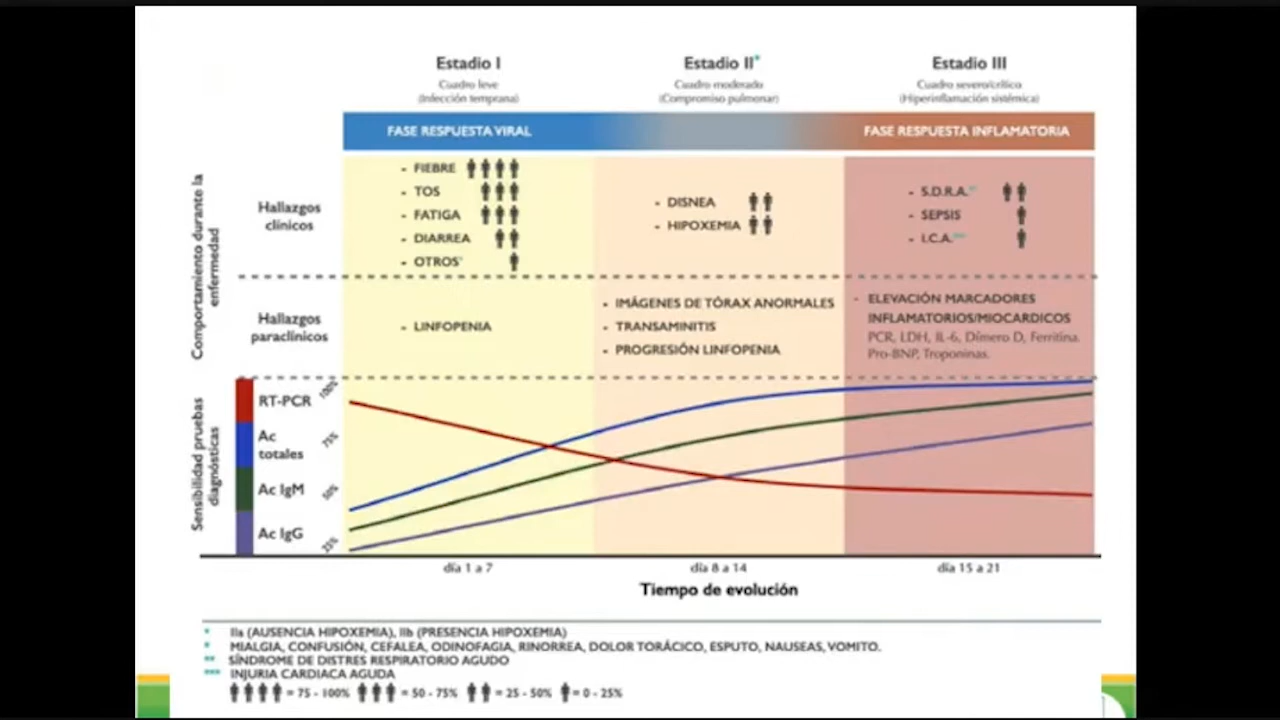 Estadio I
Cuadro leve
(Infección temprana)
Estadio II*
Cuadro moderado
(Compromiso pulmonar)
Estadio III
Cuadro severo/crítico
(Hiperinflamación sistémica)
FASE RESPUESTA VIRAL
FASE RESPUESTA INFLAMATORIA
Comportamiento durante la
enfermedad
Hallazgos
clínicos
- FIEBRE
- TOS
- FATIGA
- DIARREA
- OTROS*
- DISNEA
- HIPOXEMIA
- S.D.R.A.**
- SEPSIS
- I.C.A.***
Hallazgos
paraclínicos
- LINFOPENIA
- IMÁGENES DE TÓRAX ANORMALES
- TRANSAMINITIS
- PROGRESIÓN LINFOPENIA
- ELEVACIÓN MARCADORES
INFLAMATORIOS/MIOCARDICOS
PCR, LDH, IL-6, Dímero D, Ferritina.
Pro-BNP, Troponinas.
Sensibilidad pruebas
diagnósticas
RT-PCR
Ac
totales
Ac IgM
Ac IgG
100%
75%
50%
25%
día 1 a 7
día 8 a 14
día 15 a 21
Tiempo de evolución
* IIa (AUSENCIA HIPOXEMIA), IIb (PRESENCIA HIPOXEMIA)
* MIALGIA, CONFUSIÓN, CEFALEA, ODINOFAGIA, RINORREA, DOLOR TORÁCICO, ESPUTO, NAUSEAS, VOMITO.
** SÍNDROME DE DISTRES RESPIRATORIO AGUDO
*** INJURIA CARDIACA AGUDA
= 75 - 100% = 50 - 75% = 25 - 50% = 0 - 25%